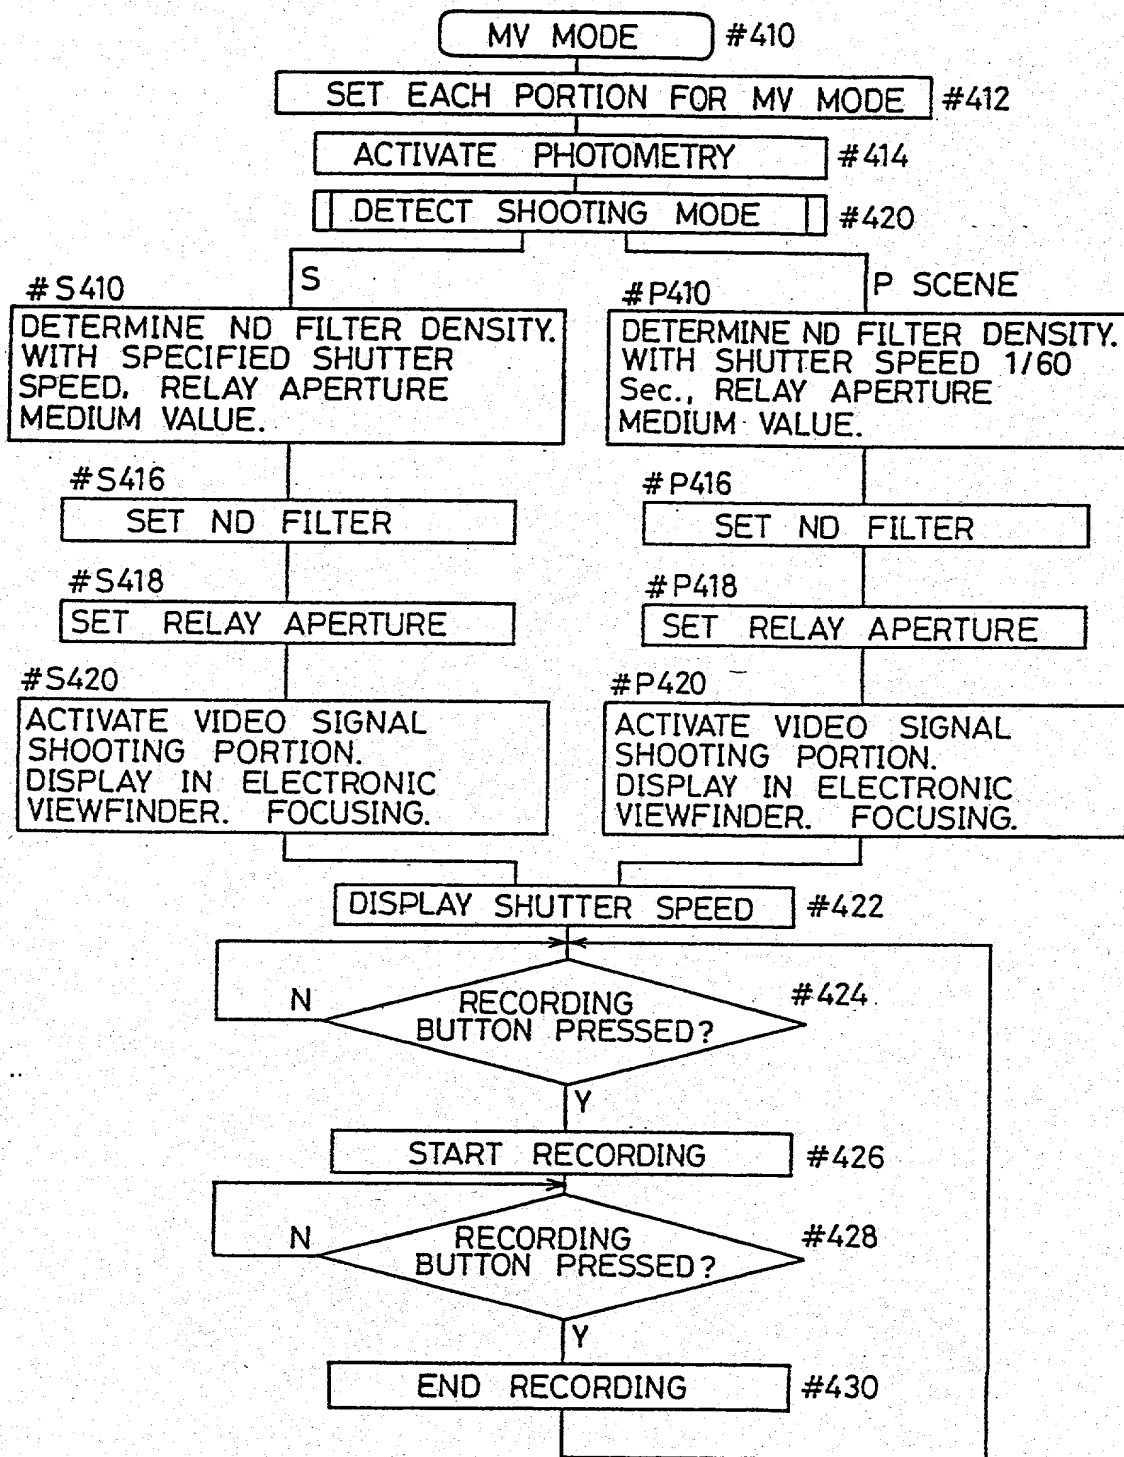 MV MODE #410
SET EACH PORTION FOR MV MODE #412
ACTIVATE PHOTOMETRY #414
DETECT SHOOTING MODE #420
S
#S410
DETERMINE ND FILTER DENSITY.
WITH SPECIFIED SHUTTER
SPEED. RELAY APERTURE
MEDIUM VALUE.
#S416
SET ND FILTER
#S418
SET RELAY APERTURE
#S420
ACTIVATE VIDEO SIGNAL
SHOOTING PORTION.
DISPLAY IN ELECTRONIC
VIEWFINDER. FOCUSING.
P SCENE
#P410
DETERMINE ND FILTER DENSITY.
WITH SHUTTER SPEED 1/60
Sec., RELAY APERTURE
MEDIUM VALUE.
#P416
SET ND FILTER
#P418
SET RELAY APERTURE
#P420
ACTIVATE VIDEO SIGNAL
SHOOTING PORTION.
DISPLAY IN ELECTRONIC
VIEWFINDER. FOCUSING.
DISPLAY SHUTTER SPEED #422
N
RECORDING
BUTTON PRESSED?
#424
Y
START RECORDING #426
N
RECORDING
BUTTON PRESSED?
#428
Y
END RECORDING #430